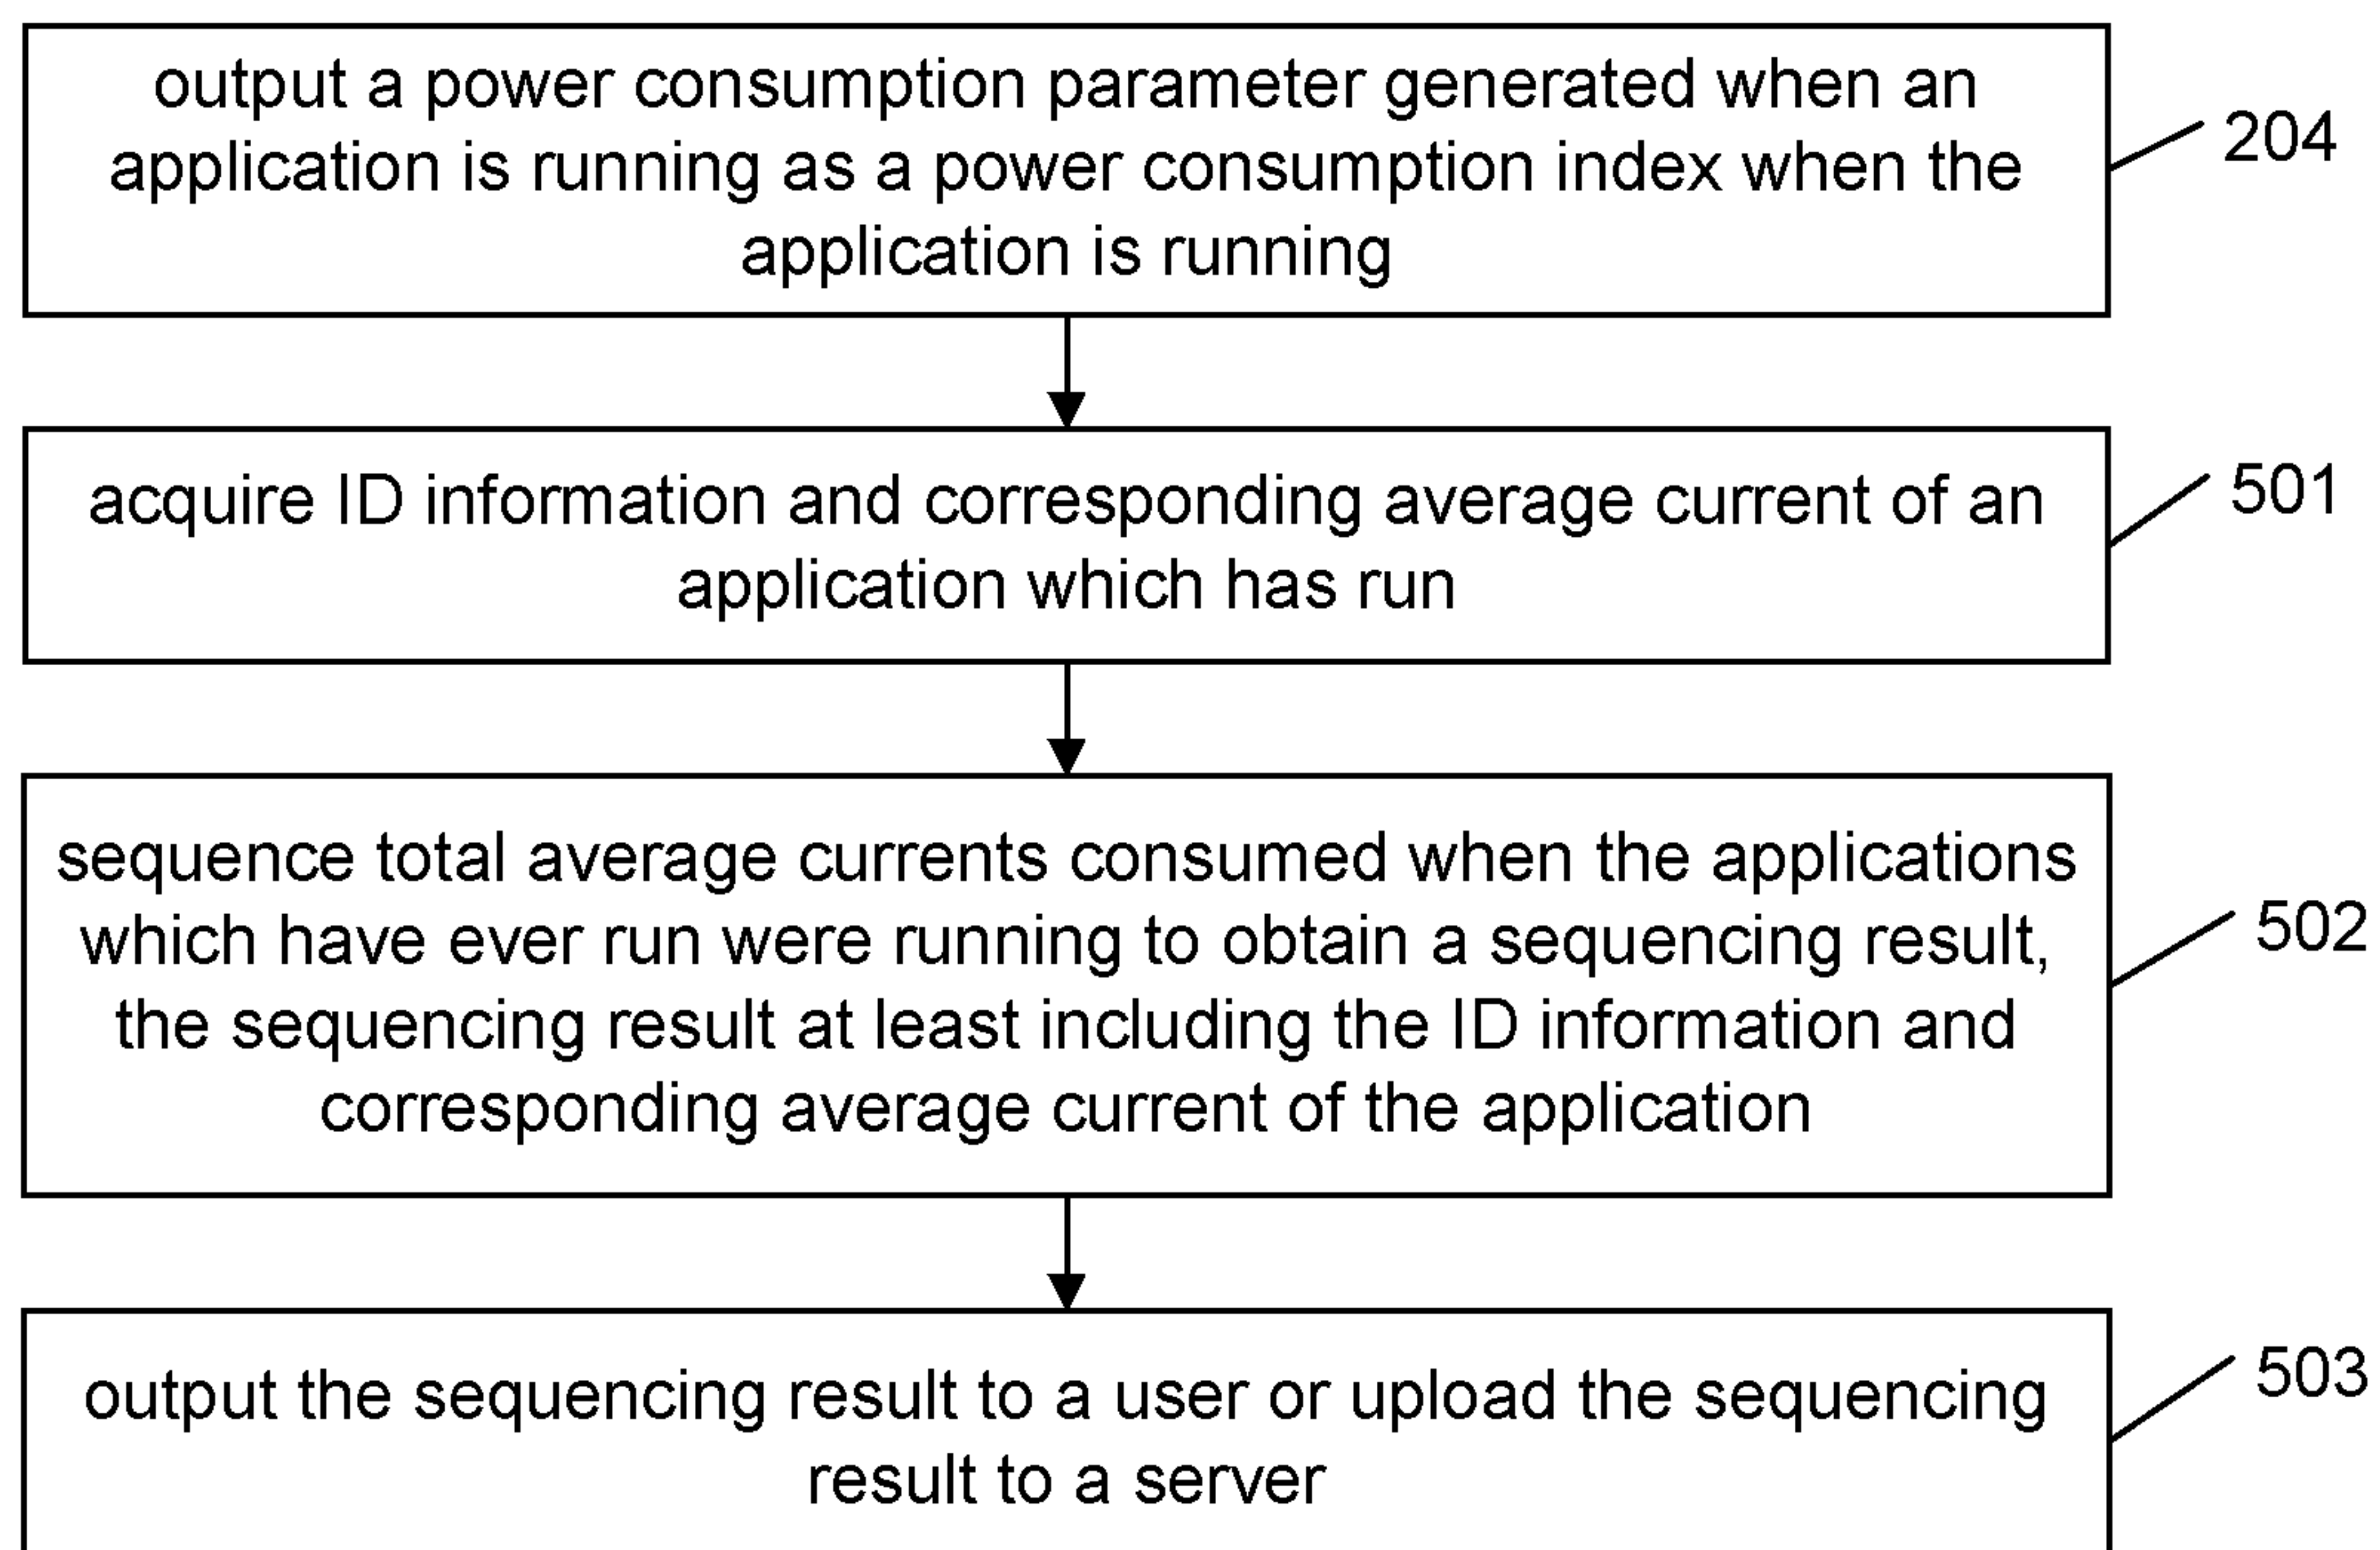 output a power consumption parameter generated when an
application is running as a power consumption index when the
application is running
204
acquire ID information and corresponding average current of an
application which has run
501
sequence total average currents consumed when the applications
which have ever run were running to obtain a sequencing result,
the sequencing result at least including the ID information and
corresponding average current of the application
502
output the sequencing result to a user or upload the sequencing
result to a server
503